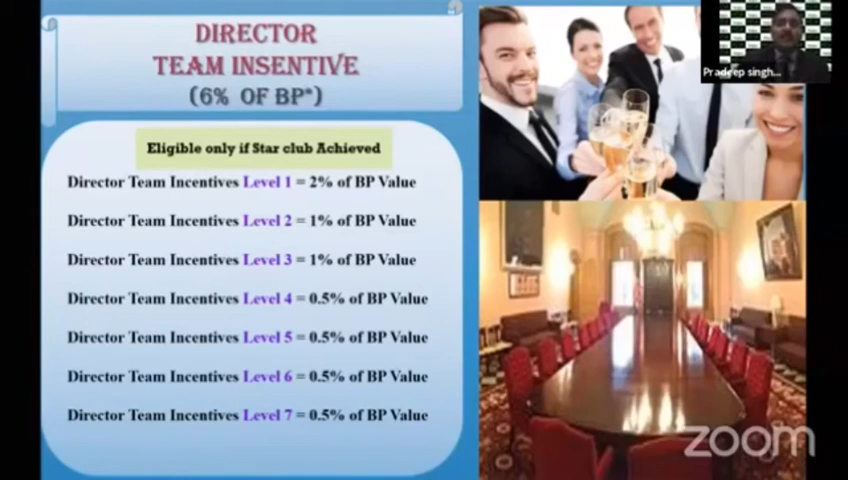 DIRECTOR
TEAM INSENTIVE
(6% OF BP*)
Eligible only if Star club Achieved
Director Team Incentives Level 1 = 2% of BP Value
Director Team Incentives Level 2 = 1% of BP Value
Director Team Incentives Level 3 = 1% of BP Value
Director Team Incentives Level 4 = 0.5% of BP Value
Director Team Incentives Level 5 = 0.5% of BP Value
Director Team Incentives Level 6 = 0.5% of BP Value
Director Team Incentives Level 7 = 0.5% of BP Value
Pradeep singh...
zoom